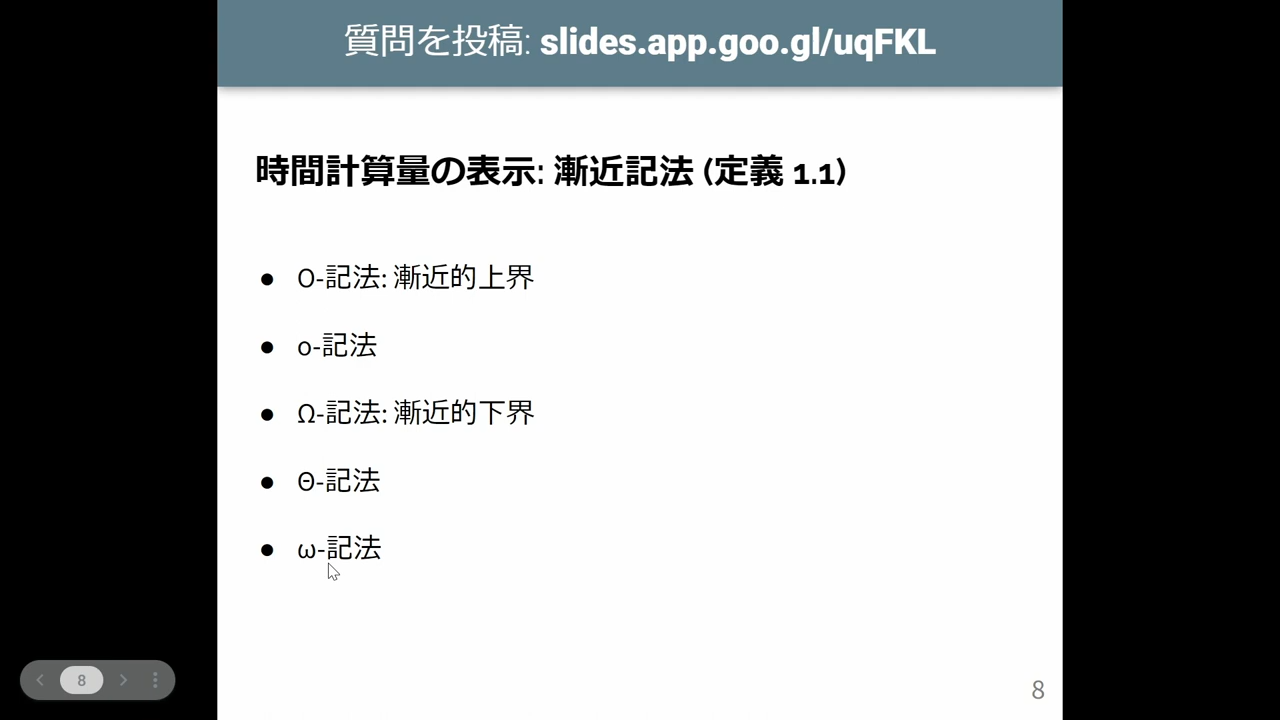 質問を投稿: slides.app.goo.gl/uqFKL
時間計算量の表示: 漸近記法 (定義 1.1)
● O-記法: 漸近的上界
● o-記法
● Ω-記法: 漸近的下界
● Θ-記法
● ω-記法
8
8